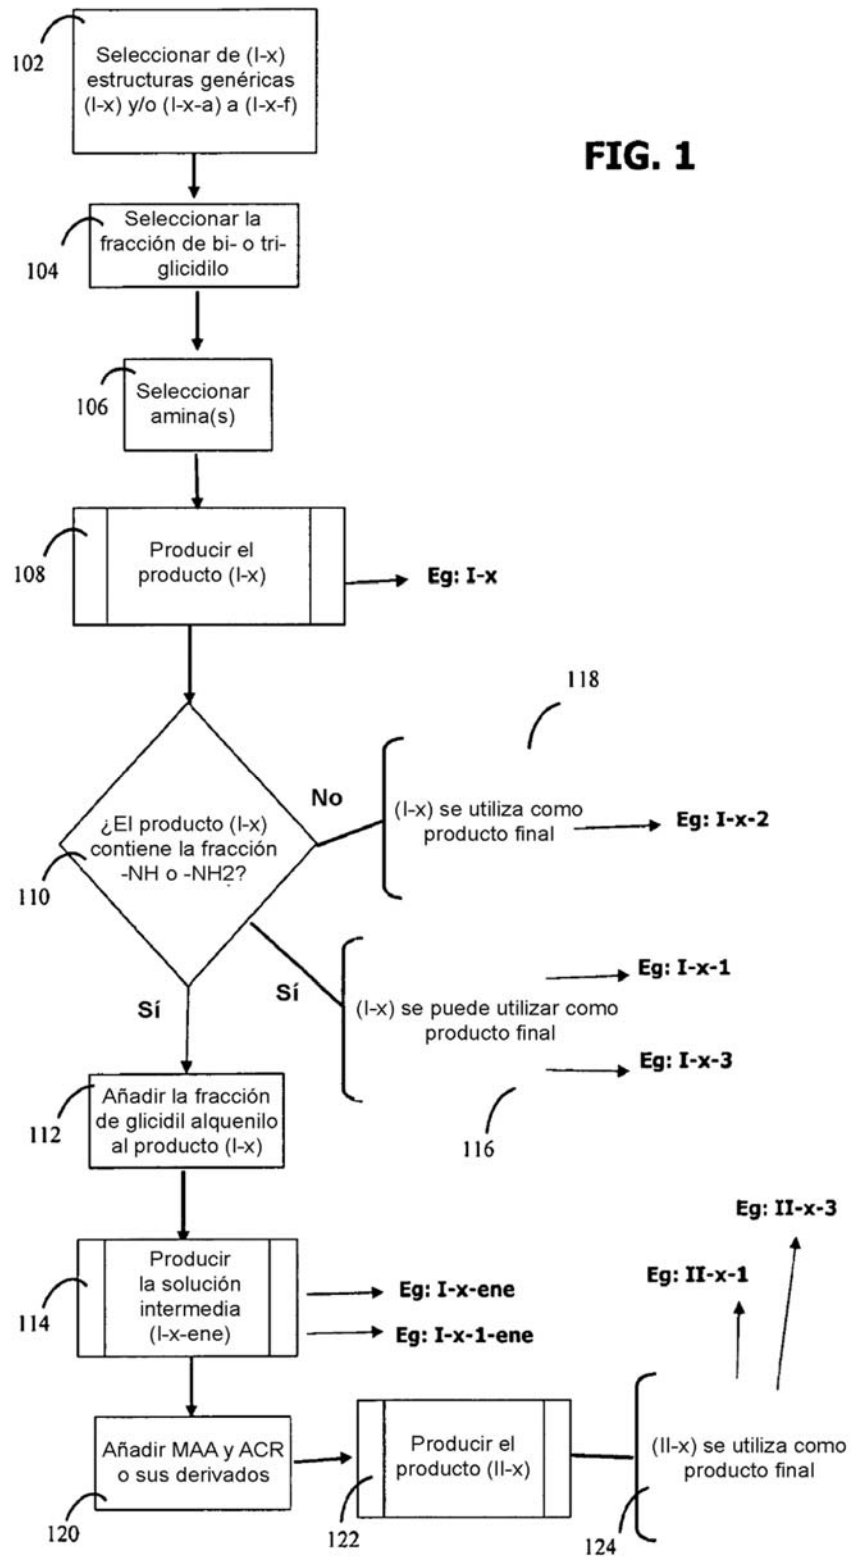 102
Seleccionar de (I-x)
estructuras genéricas
(I-x) y/o (I-x-a) a (I-x-f)
FIG. 1
104
Seleccionar la
fracción de bi- o tri-
glicidilo
106
Seleccionar
amina(s)
108
Producir el
producto (I-x)
Eg: I-x
110
¿El producto (I-x)
contiene la fracción
-NH o -NH2?
No
118
(I-x) se utiliza como
producto final
Eg: I-x-2
Sí
Sí
(I-x) se puede utilizar como
producto final
Eg: I-x-1
Eg: I-x-3
116
112
Añadir la fracción
de glicidil alquenilo
al producto (I-x)
114
Producir
la solución
intermedia
(I-x-ene)
Eg: I-x-ene
Eg: I-x-1-ene
120
Añadir MAA y ACR
o sus derivados
122
Producir el
producto (II-x)
124
(II-x) se utiliza como
producto final
Eg: II-x-1
Eg: II-x-3